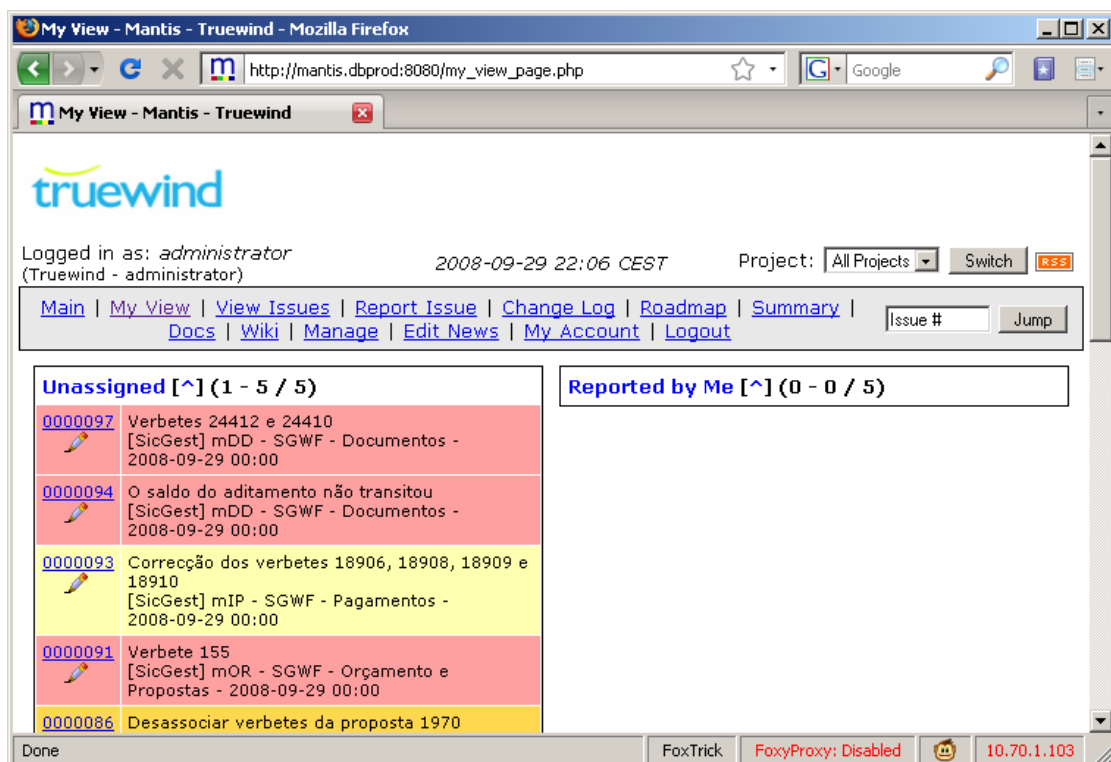 My View - Mantis - Truewind - Mozilla Firefox
http://mantis.dbprod:8080/my_view_page.php
G Google
My View - Mantis - Truewind
truewind
Logged in as: administrator
(Truewind - administrator)
2008-09-29 22:06 CEST
Project: All Projects Switch RSS
Main | My View | View Issues | Report Issue | Change Log | Roadmap | Summary |
Docs | Wiki | Manage | Edit News | My Account | Logout
Issue # Jump
Unassigned [^] (1 - 5 / 5)
0000097 Verbetes 24412 e 24410
[SicGest] mDD - SGWF - Documentos -
2008-09-29 00:00
0000094 O saldo do aditamento não transitou
[SicGest] mDD - SGWF - Documentos -
2008-09-29 00:00
0000093 Correcção dos verbetes 18906, 18908, 18909 e
18910
[SicGest] mIP - SGWF - Pagamentos -
2008-09-29 00:00
0000091 Verbete 155
[SicGest] mOR - SGWF - Orçamento e
Propostas - 2008-09-29 00:00
0000086 Desassociar verbetes da proposta 1970
Reported by Me [^] (0 - 0 / 5)
Done
FoxTrick
FoxyProxy: Disabled
10.70.1.103